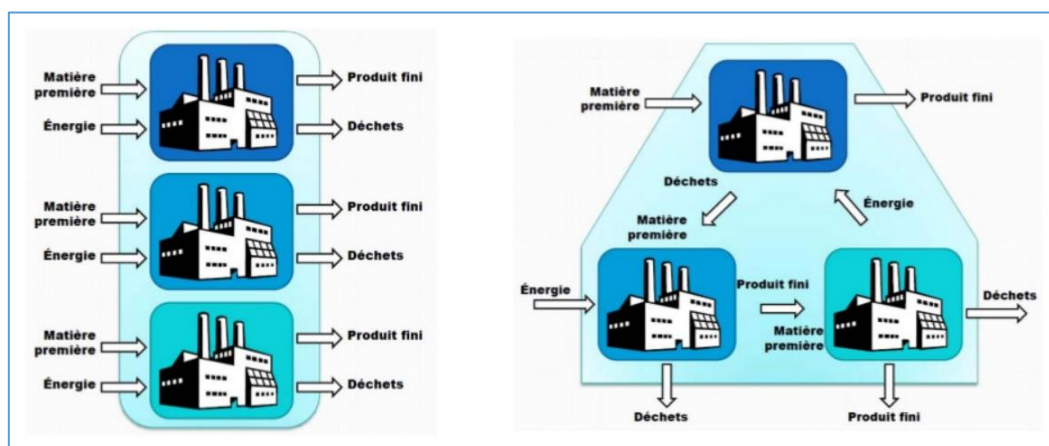 Matière
première
Produit fini
Énergie
Déchets
Matière
première
Produit fini
Énergie
Déchets
Matière
première
Produit fini
Énergie
Déchets
Matière
première
Produit fini
Déchets
Matière
première
Énergie
Énergie
Produit fini
Matière
première
Déchets
Déchets
Produit fini